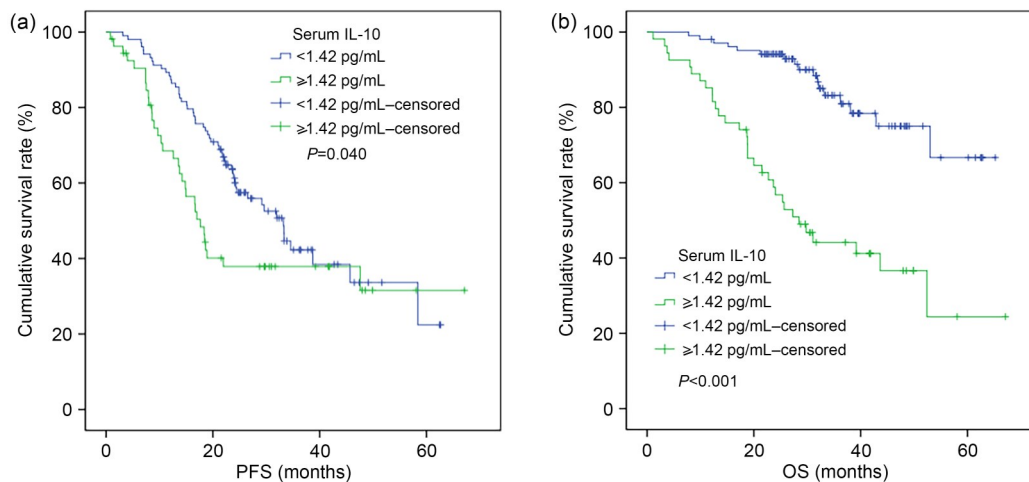 (a)
Cumulative survival rate (%)
100
80
60
40
20
0
Serum IL-10
<1.42 pg/mL
⩾1.42 pg/mL
<1.42 pg/mL–censored
⩾1.42 pg/mL–censored
P=0.040
0 20 40 60
PFS (months)
(b)
Cumulative survival rate (%)
100
80
60
40
20
0
Serum IL-10
<1.42 pg/mL
⩾1.42 pg/mL
<1.42 pg/mL–censored
⩾1.42 pg/mL–censored
P<0.001
0 20 40 60
OS (months)